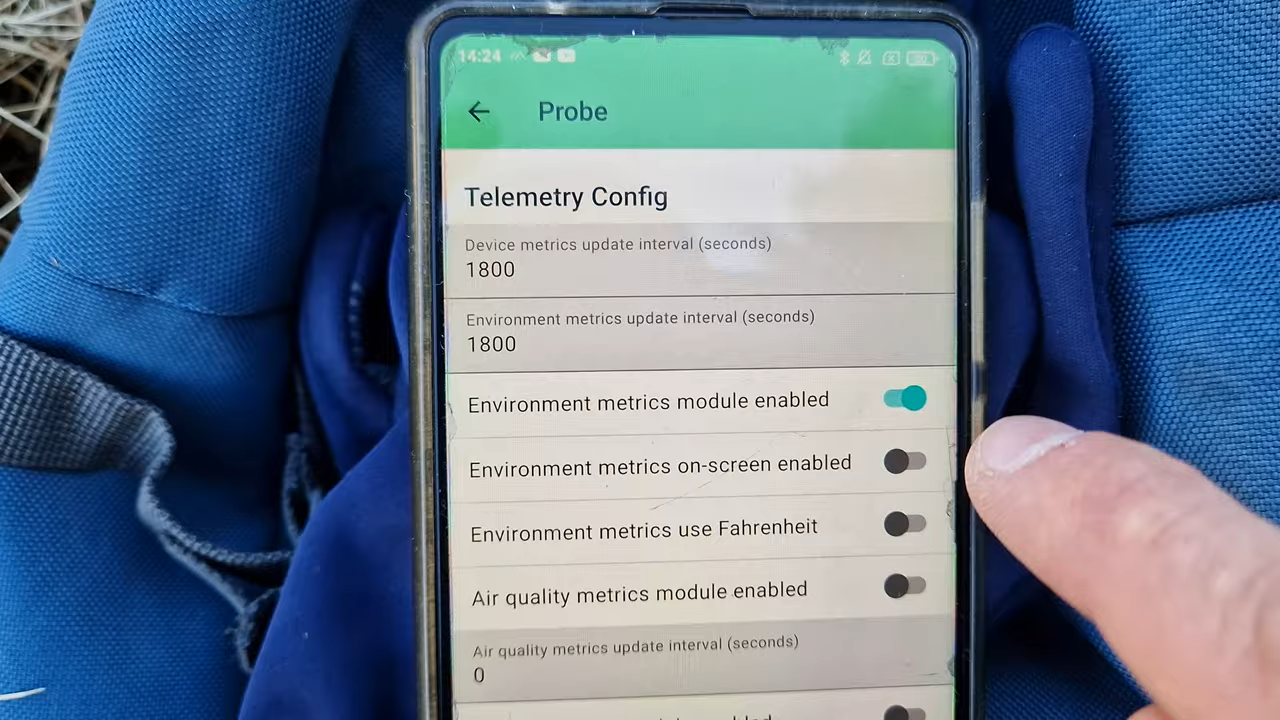 14:24
Probe
Telemetry Config
Device metrics update interval (seconds)
1800
Environment metrics update interval (seconds)
1800
Environment metrics module enabled
Environment metrics on-screen enabled
Environment metrics use Fahrenheit
Air quality metrics module enabled
Air quality metrics update interval (seconds)
0